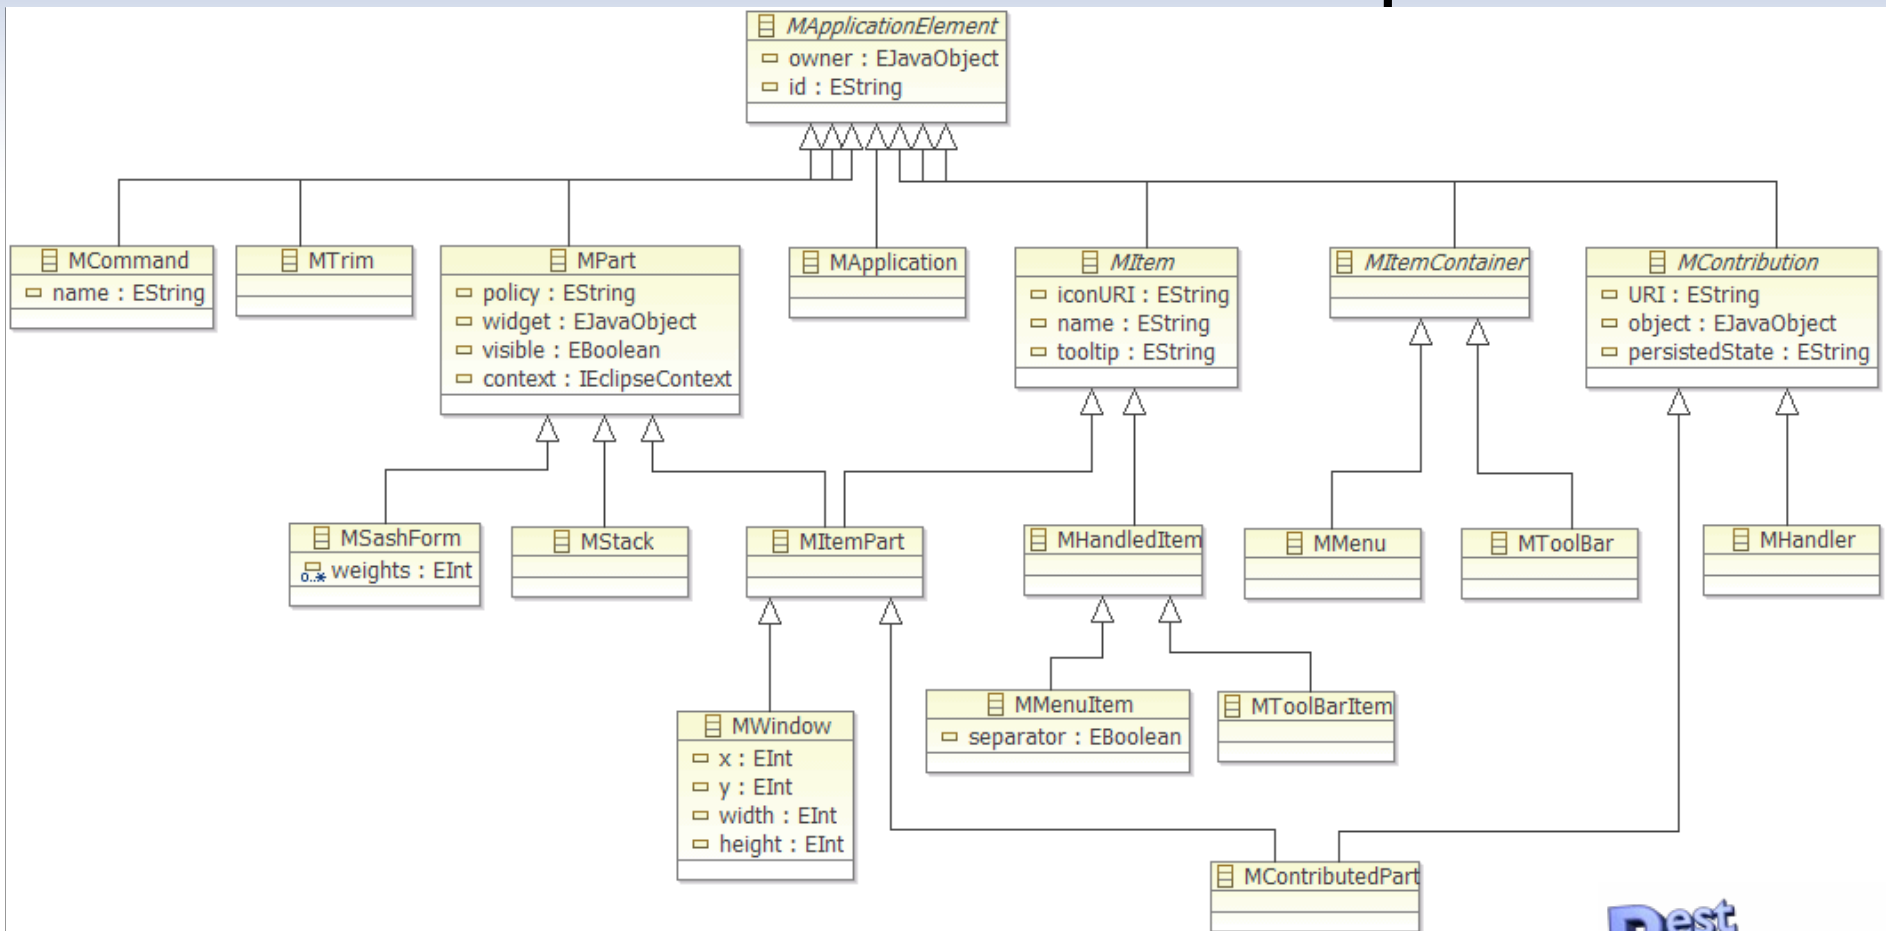 MApplicationElement
owner : EJavaObject
id : EString
MCommand
name : EString
MTrim
MPart
policy : EString
widget : EJavaObject
visible : EBoolean
context : IEclipseContext
MApplication
MItem
iconURI : EString
name : EString
tooltip : EString
MItemContainer
MContribution
URI : EString
object : EJavaObject
persistedState : EString
MSashForm
0..* weights : EInt
MStack
MItemPart
MHandledItem
MMenu
MToolBar
MHandler
MWindow
x : EInt
y : EInt
width : EInt
height : EInt
MMenuItem
separator : EBoolean
MToolBarItem
MContributedPart
est